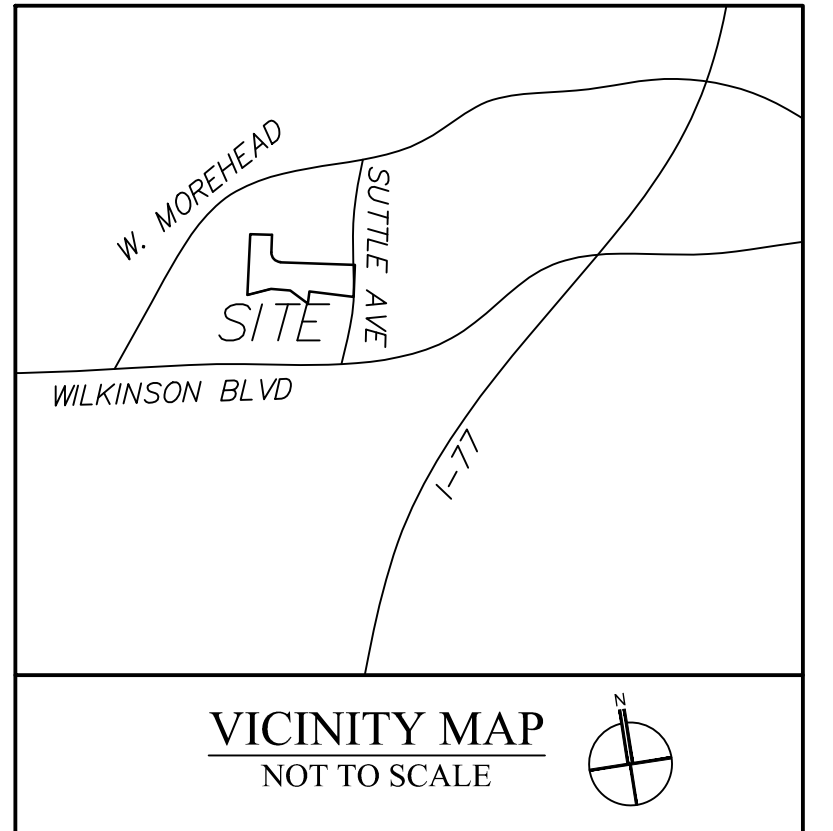 W. MOREHEAD
SUTTLE AVE
SITE
WILKINSON BLVD
I-77
VICINITY MAP
NOT TO SCALE
N